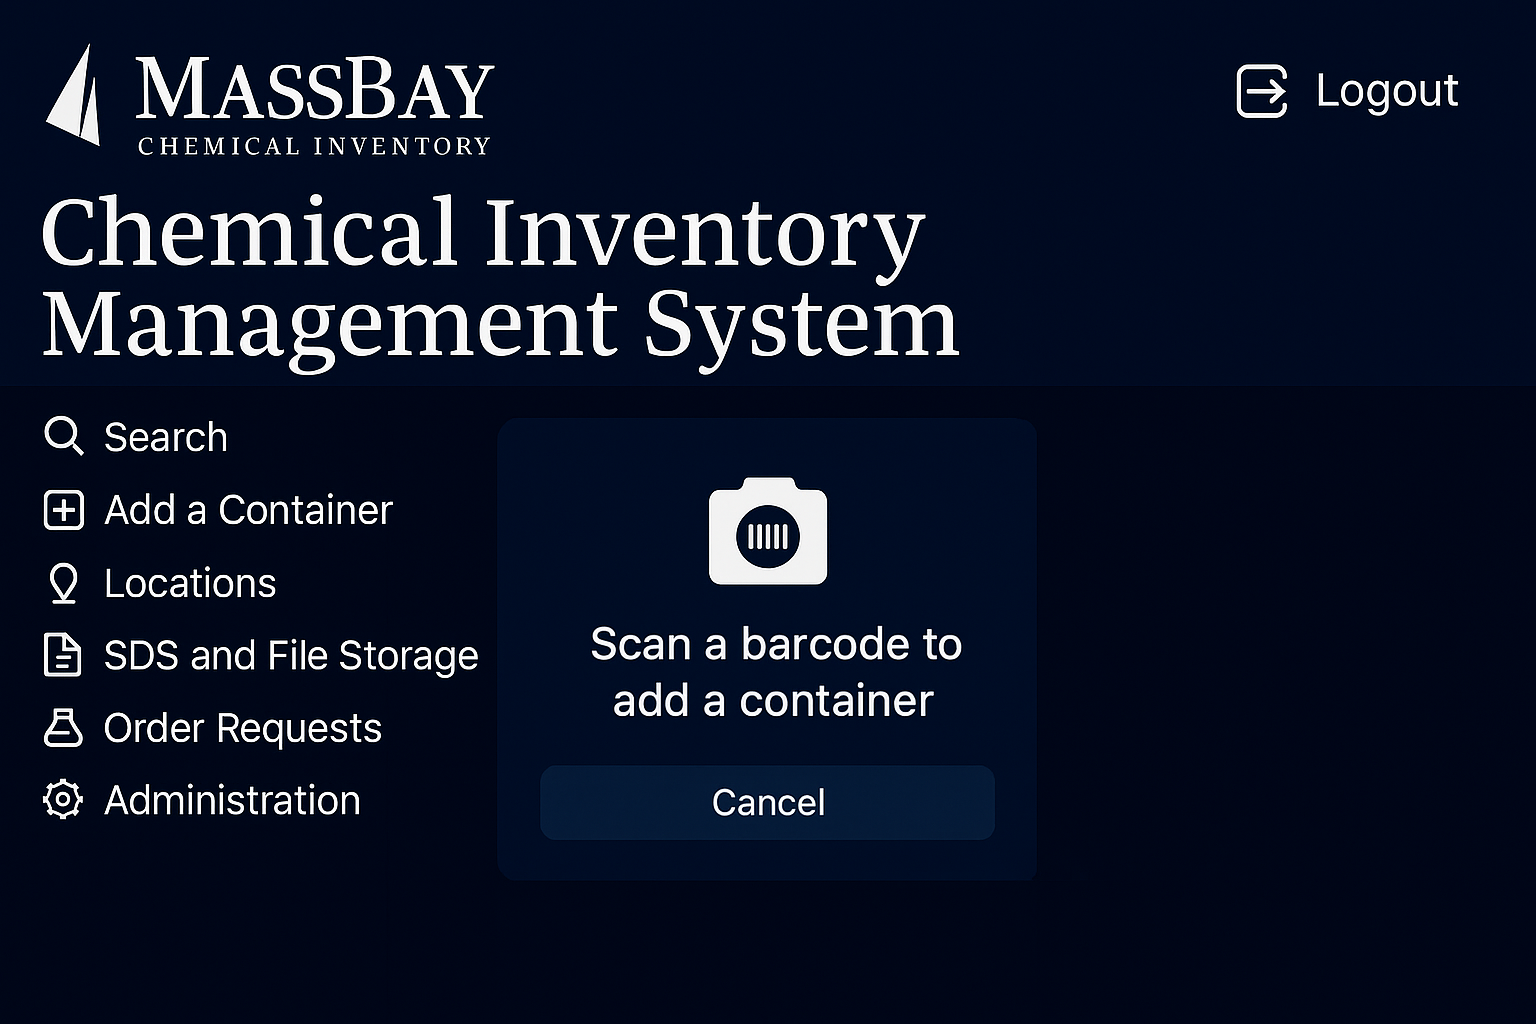 MASSBAY
CHEMICAL INVENTORY
Logout
Chemical Inventory
Management System
Search
Add a Container
Locations
SDS and File Storage
Order Requests
Administration
Scan a barcode to
add a container
Cancel